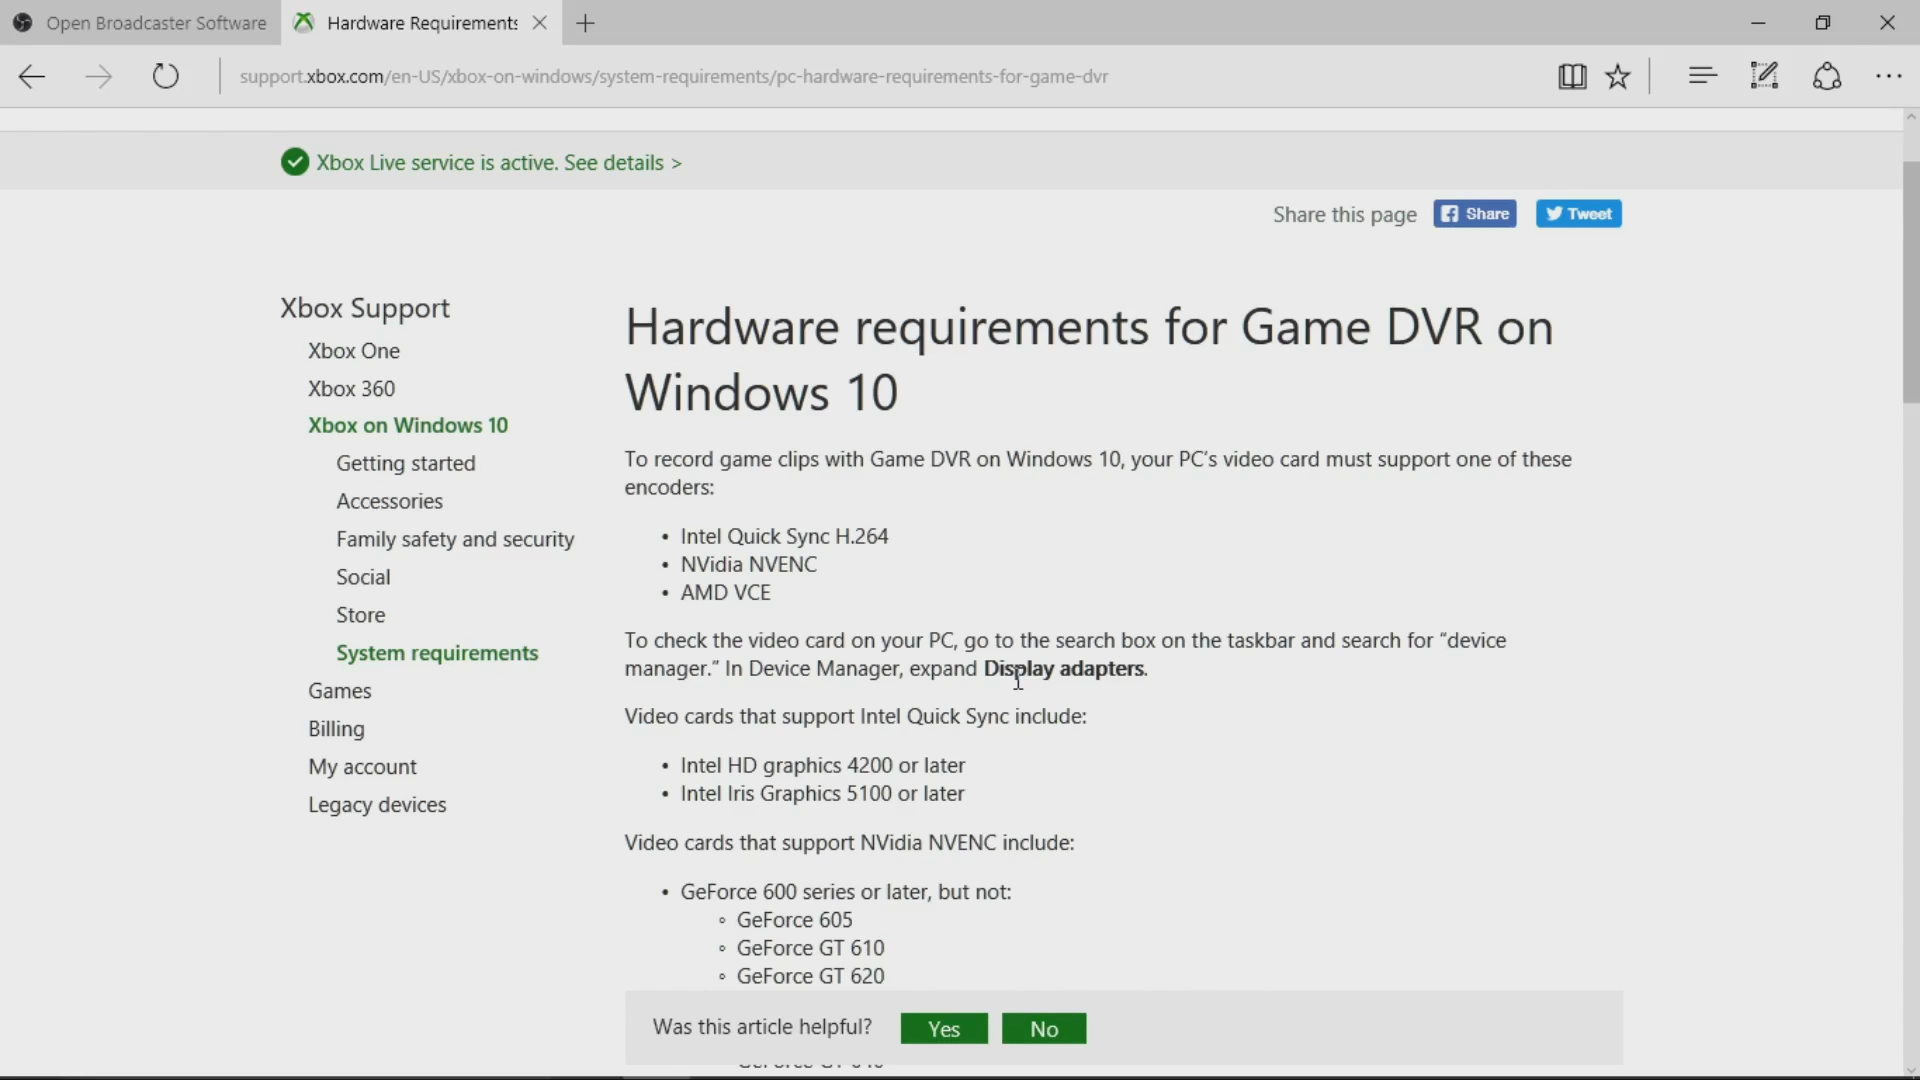 Open Broadcaster Software
Hardware Requirements
support.xbox.com/en-US/xbox-on-windows/system-requirements/pc-hardware-requirements-for-game-dvr
Xbox Live service is active. See details >
Share this page
Share
Tweet
Xbox Support
Xbox One
Xbox 360
Xbox on Windows 10
Getting started
Accessories
Family safety and security
Social
Store
System requirements
Games
Billing
My account
Legacy devices
Hardware requirements for Game DVR on
Windows 10
To record game clips with Game DVR on Windows 10, your PC's video card must support one of these
encoders:
• Intel Quick Sync H.264
• NVidia NVENC
• AMD VCE
To check the video card on your PC, go to the search box on the taskbar and search for “device
manager.” In Device Manager, expand Display adapters.
Video cards that support Intel Quick Sync include:
• Intel HD graphics 4200 or later
• Intel Iris Graphics 5100 or later
Video cards that support NVidia NVENC include:
• GeForce 600 series or later, but not:
◦ GeForce 605
◦ GeForce GT 610
◦ GeForce GT 620
Was this article helpful?
Yes
No